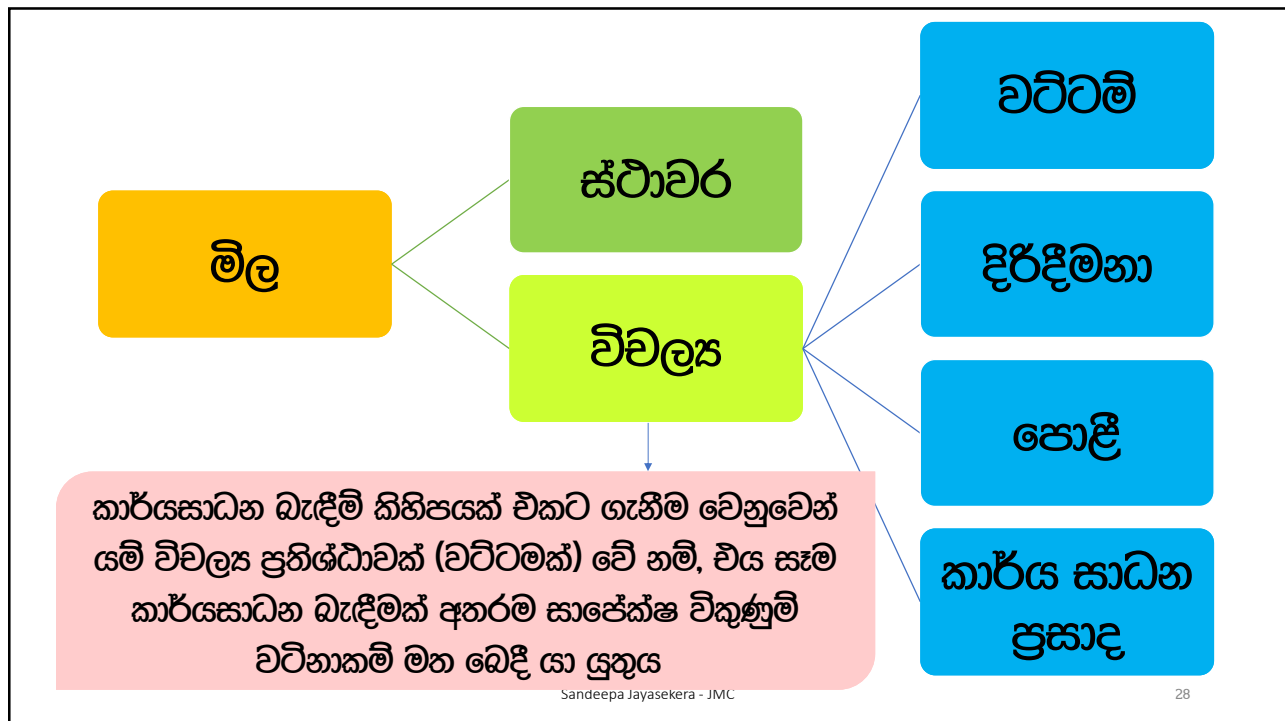 මිල
ස්ථාවර
විචල්‍ය
වට්ටම්
දිරිදීමනා
පොළී
කාර්ය සාධන
ප්‍රසාද
කාර්යසාධන බැඳීම් කිහිපයක් එකට ගැනීම වෙනුවෙන්
යම් විචල්‍ය ප්‍රතිශ්ඨාවක් (වට්ටමක්) වේ නම්, එය සෑම
කාර්යසාධන බැඳීමක් අතරම සාපේක්ෂ විකුණුම්
වටිනාකම් මත බෙදී යා යුතුය
Sandeepa Jayasekera - JMC
28